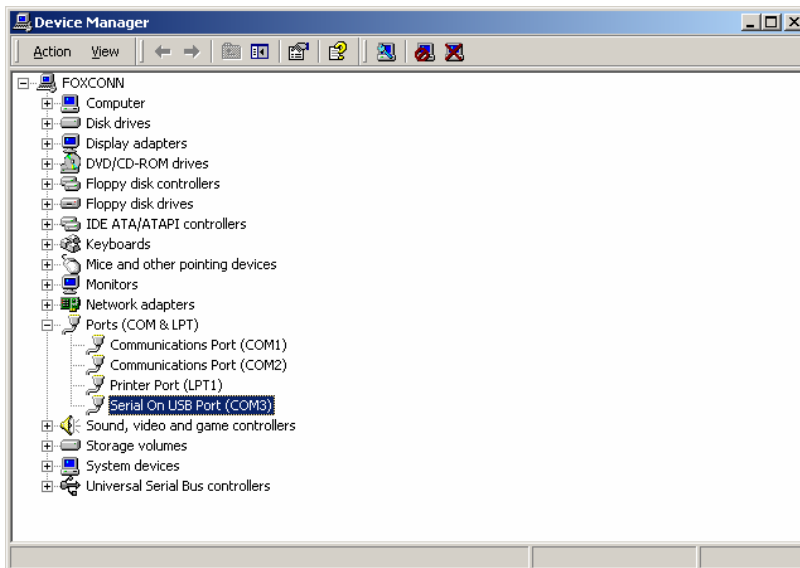 Device Manager
Action View
FOXCONN
Computer
Disk drives
Display adapters
DVD/CD-ROM drives
Floppy disk controllers
Floppy disk drives
IDE ATA/ATAPI controllers
Keyboards
Mice and other pointing devices
Monitors
Network adapters
Ports (COM & LPT)
Communications Port (COM1)
Communications Port (COM2)
Printer Port (LPT1)
Serial On USB Port (COM3)
Sound, video and game controllers
Storage volumes
System devices
Universal Serial Bus controllers